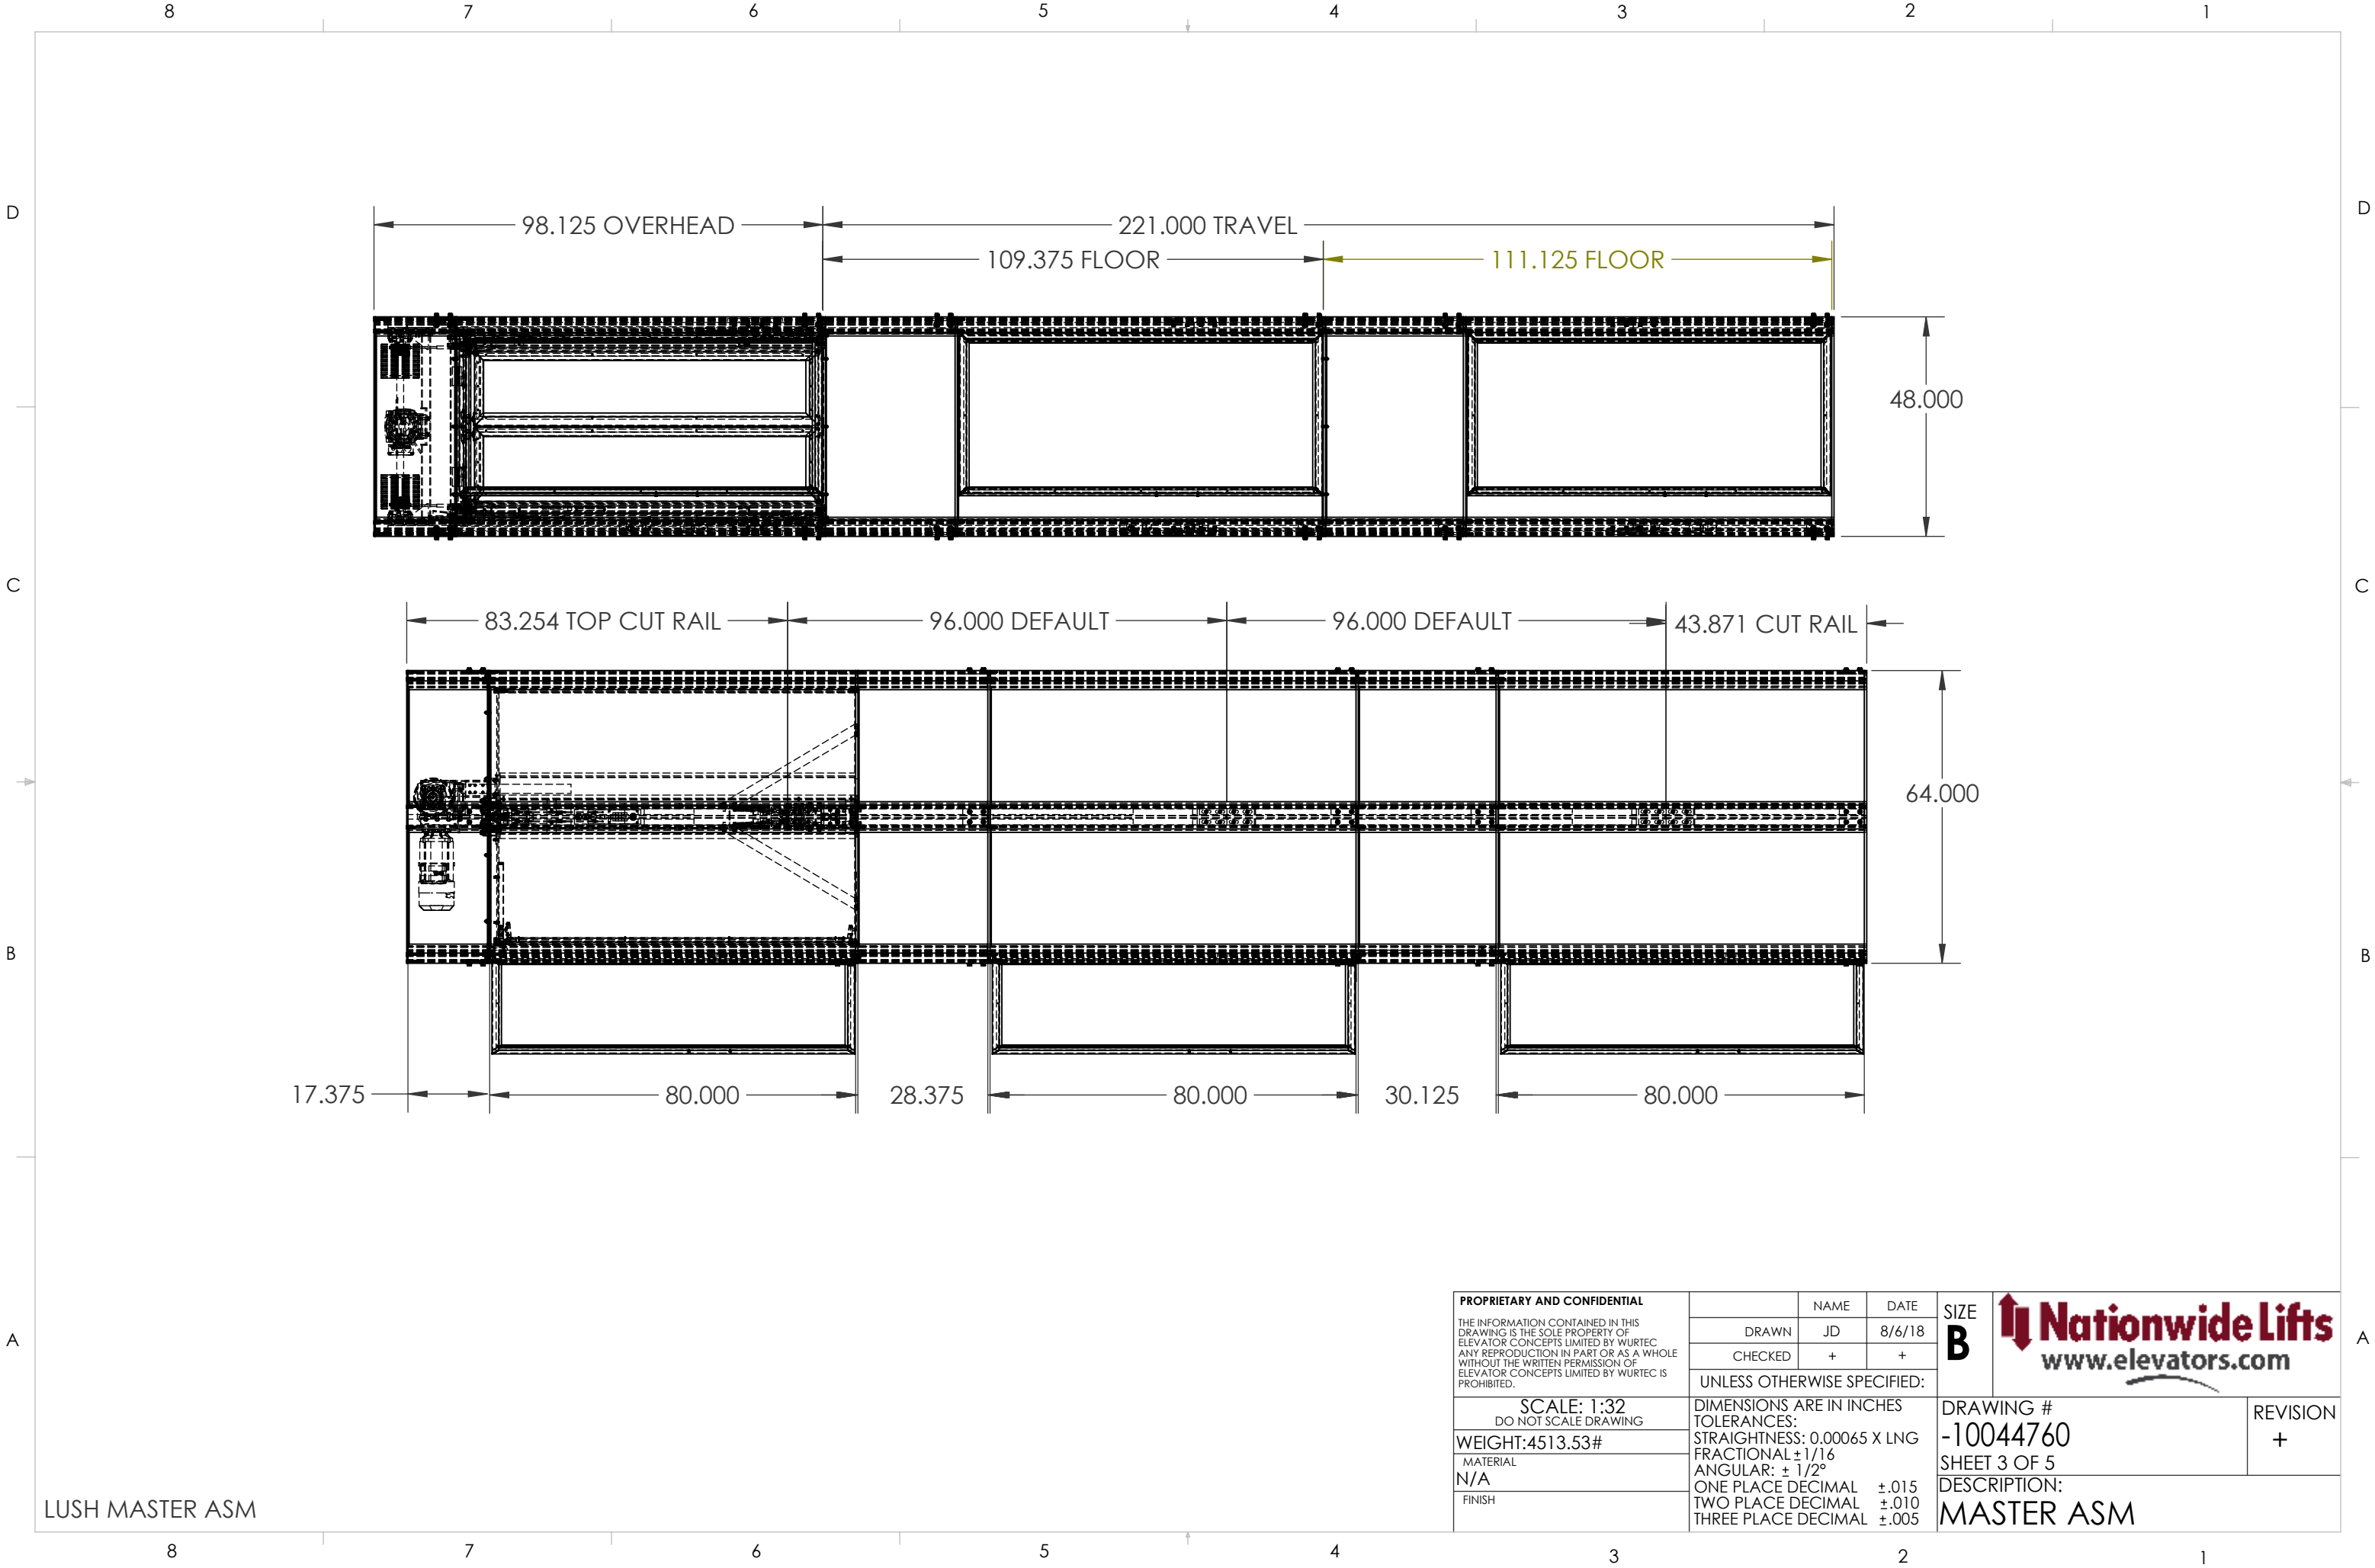 8 7 6 5 4 3 2 1
D D
98.125 OVERHEAD 221.000 TRAVEL
109.375 FLOOR 111.125 FLOOR
48.000
C C
83.254 TOP CUT RAIL 96.000 DEFAULT 96.000 DEFAULT 43.871 CUT RAIL
64.000
B B
17.375 80.000 28.375 80.000 30.125 80.000
A A
PROPRIETARY AND CONFIDENTIAL
THE INFORMATION CONTAINED IN THIS
DRAWING IS THE SOLE PROPERTY OF
ELEVATOR CONCEPTS LIMITED BY WURTEC
ANY REPRODUCTION IN PART OR AS A WHOLE
WITHOUT THE WRITTEN PERMISSION OF
ELEVATOR CONCEPTS LIMITED BY WURTEC IS
PROHIBITED.
SCALE: 1:32
DO NOT SCALE DRAWING
WEIGHT:4513.53#
MATERIAL
N/A
FINISH
NAME DATE
DRAWN JD 8/6/18
CHECKED + +
UNLESS OTHERWISE SPECIFIED:
DIMENSIONS ARE IN INCHES
TOLERANCES:
STRAIGHTNESS: 0.00065 X LNG
FRACTIONAL±1/16
ANGULAR: ± 1/2°
ONE PLACE DECIMAL ±.015
TWO PLACE DECIMAL ±.010
THREE PLACE DECIMAL ±.005
SIZE
B
Nationwide Lifts
www.elevators.com
DRAWING #
-10044760
SHEET 3 OF 5
REVISION
+
DESCRIPTION:
MASTER ASM
LUSH MASTER ASM
8 7 6 5 4 3 2 1